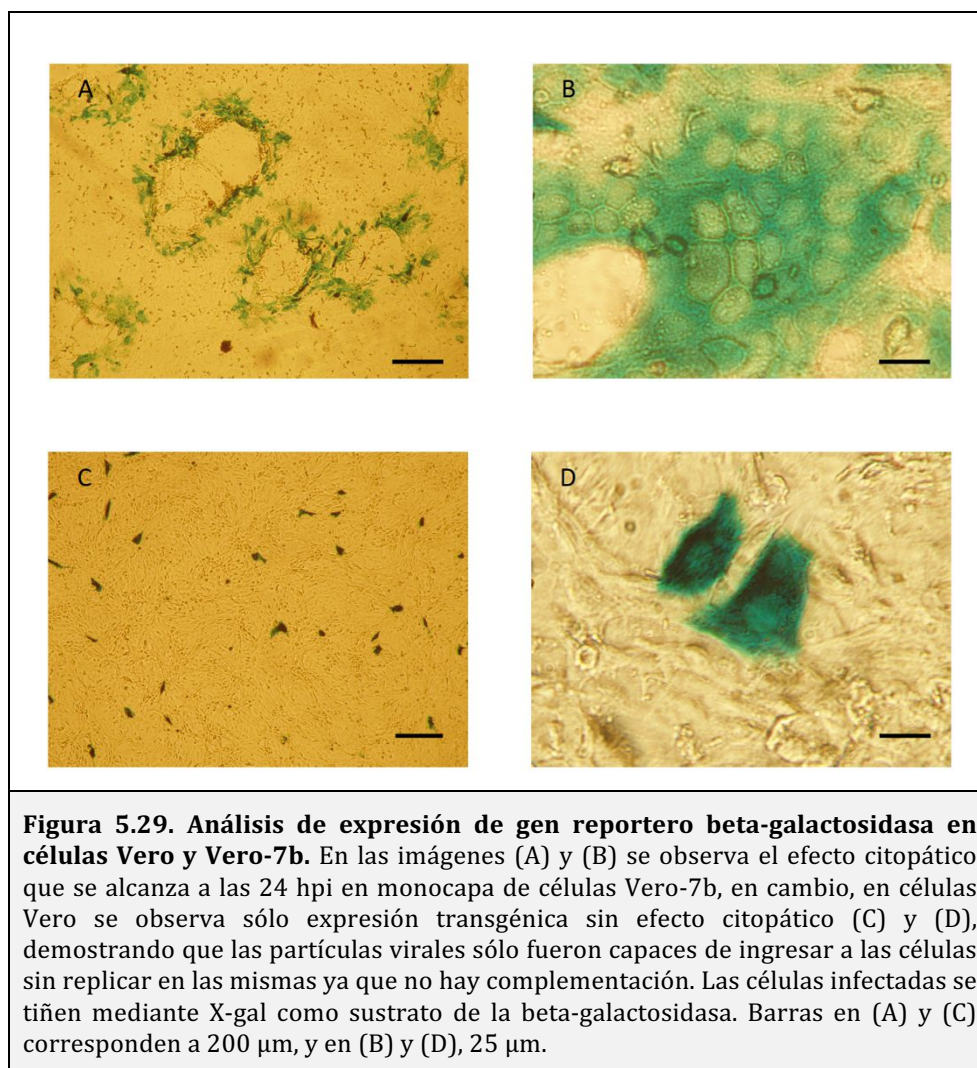 A
B
C
D
Figura 5.29. Análisis de expresión de gen reportero beta-galactosidasa en
células Vero y Vero-7b. En las imágenes (A) y (B) se observa el efecto citopático
que se alcanza a las 24 hpi en monocapa de células Vero-7b, en cambio, en células
Vero se observa sólo expresión transgénica sin efecto citopático (C) y (D),
demostrando que las partículas virales sólo fueron capaces de ingresar a las células
sin replicar en las mismas ya que no hay complementación. Las células infectadas se
tiñen mediante X-gal como sustrato de la beta-galactosidasa. Barras en (A) y (C)
corresponden a 200 µm, y en (B) y (D), 25 µm.